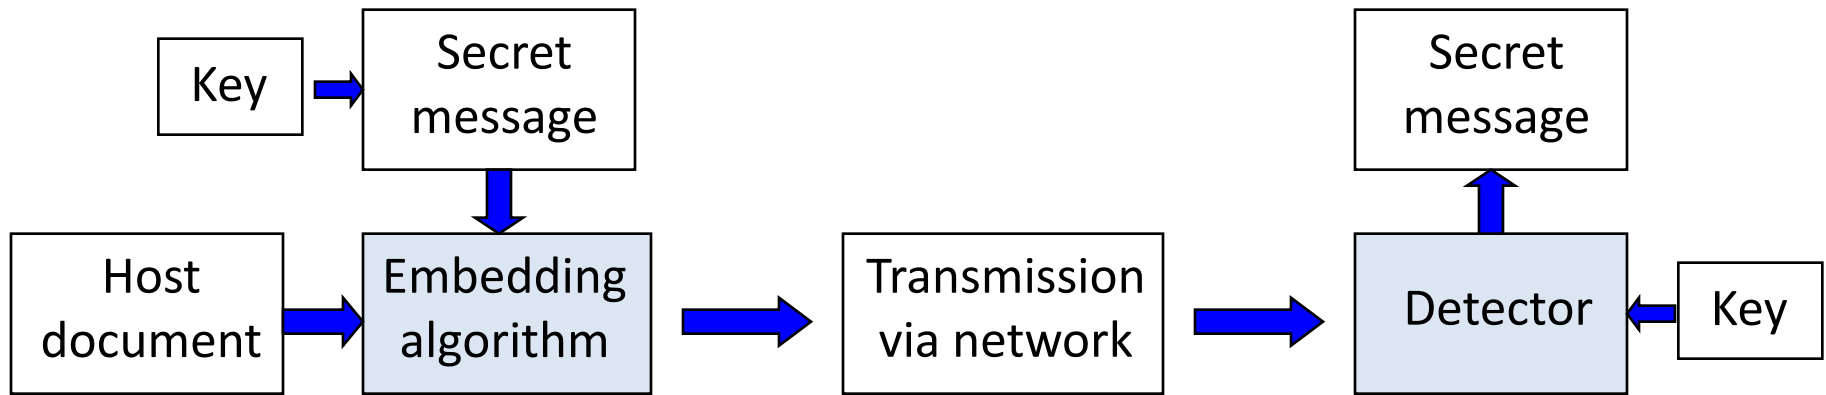 Key
Secret
message
Host
document
Embedding
algorithm
Transmission
via network
Secret
message
Detector
Key